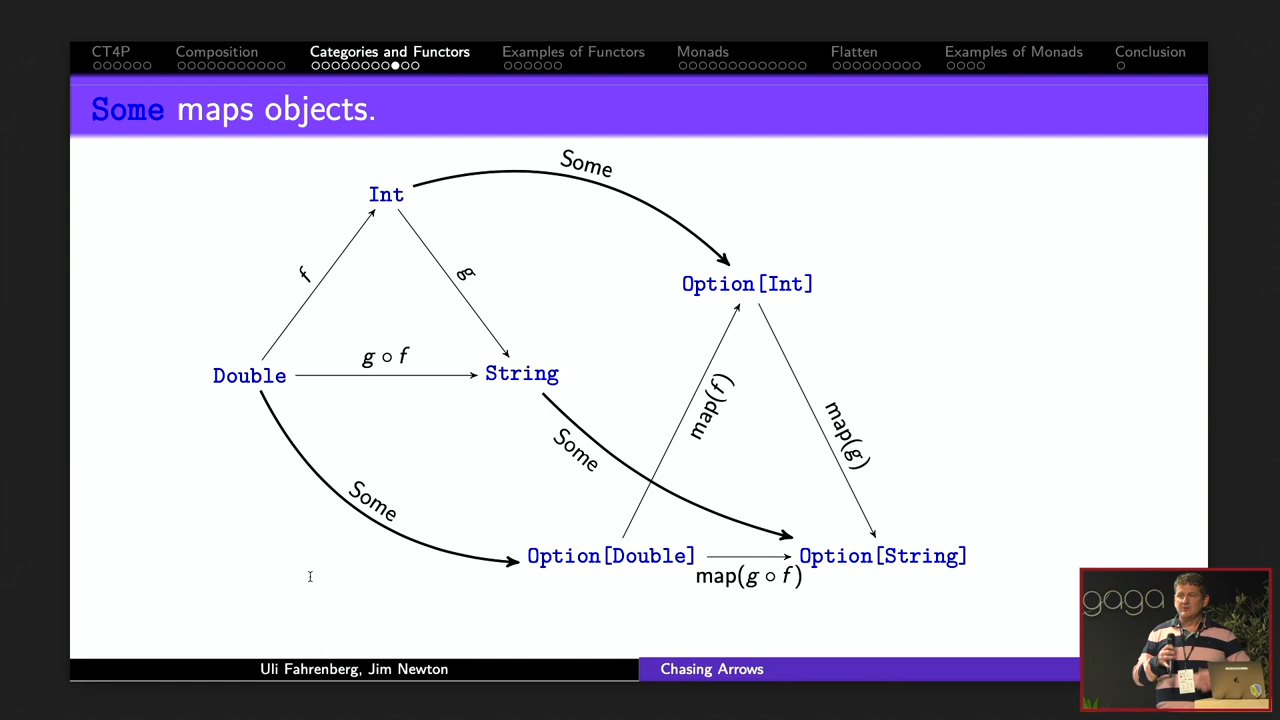 CT4P Composition Categories and Functors Examples of Functors Monads Flatten Examples of Monads Conclusion
Some maps objects.
Some
Int
Option[Int]
f
g
g ∘ f
Double
String
map(f)
map(g)
Some
Some
Option[Double]
Option[String]
map(g ∘ f)
gaga
Uli Fahrenberg, Jim Newton
Chasing Arrows